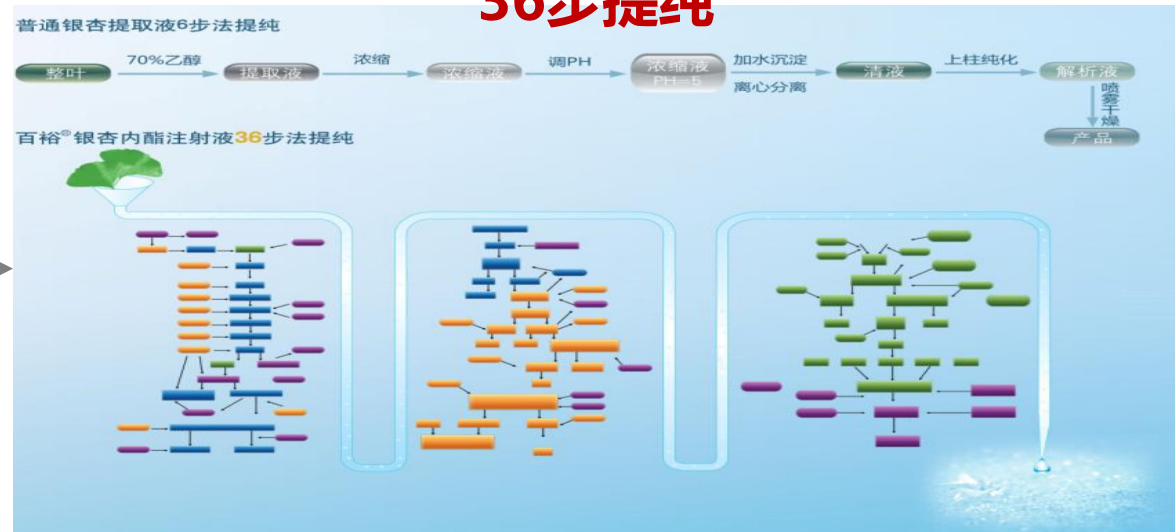 36步提纯
普通银杏提取液6步法提纯
整叶 70%乙醇 提取液 浓缩 浓缩液 调PH 浓缩液 PH=5 加水沉淀 离心分离 清液 上柱纯化 解析液
喷雾干燥
产品
百裕®银杏内酯注射液36步法提纯